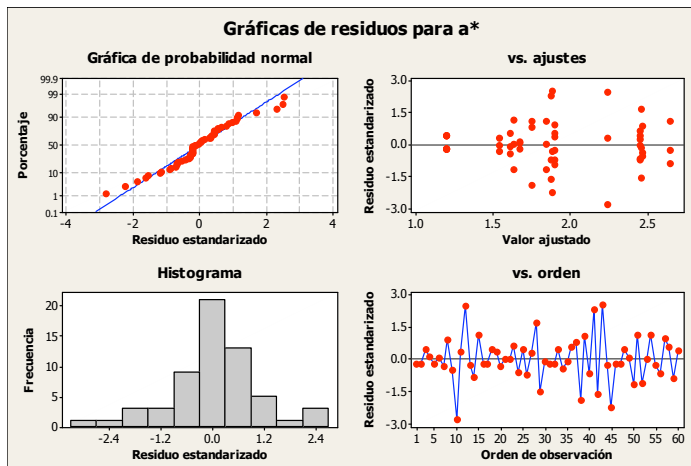 Gráficas de residuos para a*
Gráfica de probabilidad normal
99.9
99
90
50
10
1
0.1
Porcentaje
-4
-2
0
2
4
Residuo estandarizado
vs. ajustes
3.0
1.5
0.0
-1.5
-3.0
Residuo estandarizado
1.0
1.5
2.0
2.5
Valor ajustado
Histograma
20
15
10
5
0
Frecuencia
-2.4
-1.2
0.0
1.2
2.4
Residuo estandarizado
vs. orden
3.0
1.5
0.0
-1.5
-3.0
Residuo estandarizado
1 5 10 15 20 25 30 35 40 45 50 55 60
Orden de observación